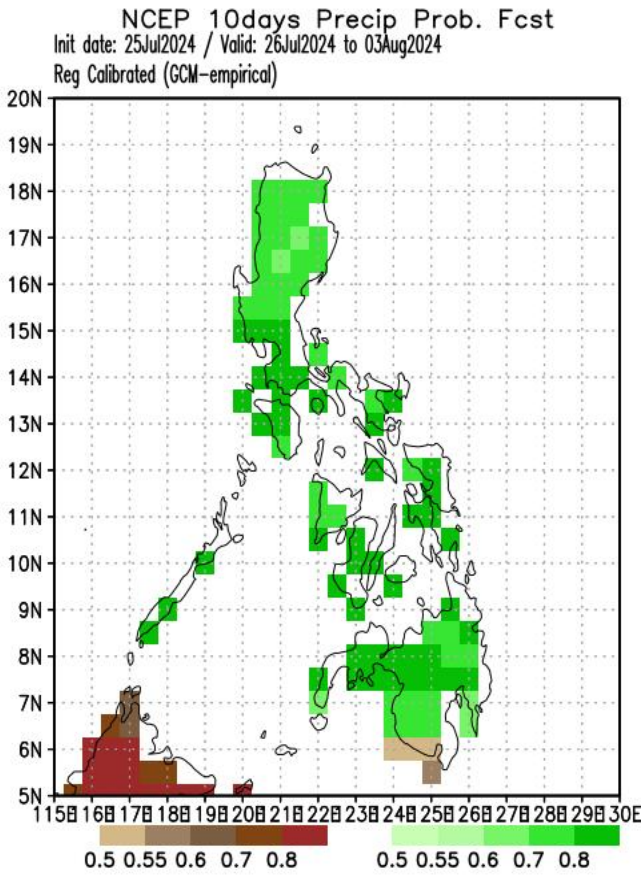 NCEP 10days Precip Prob. Fcst
Init date: 25Jul2024 / Valid: 26Jul2024 to 03Aug2024
Reg Calibrated (GCM-empirical)
20N
19N
18N
17N
16N
15N
14N
13N
12N
11N
10N
9N
8N
7N
6N
5N
115E 116E 117E 118E 119E 120E 121E 122E 123E 124E 125E 126E 127E 128E 129E 130E
0.5 0.55 0.6 0.7 0.8 0.5 0.55 0.6 0.7 0.8